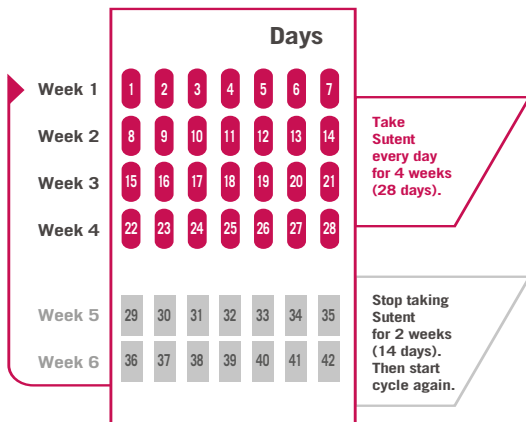 Days
Week 1 1 2 3 4 5 6 7
Week 2 8 9 10 11 12 13 14
Week 3 15 16 17 18 19 20 21
Week 4 22 23 24 25 26 27 28
Take
Sutent
every day
for 4 weeks
(28 days).
Week 5 29 30 31 32 33 34 35
Week 6 36 37 38 39 40 41 42
Stop taking
Sutent
for 2 weeks
(14 days).
Then start
cycle again.